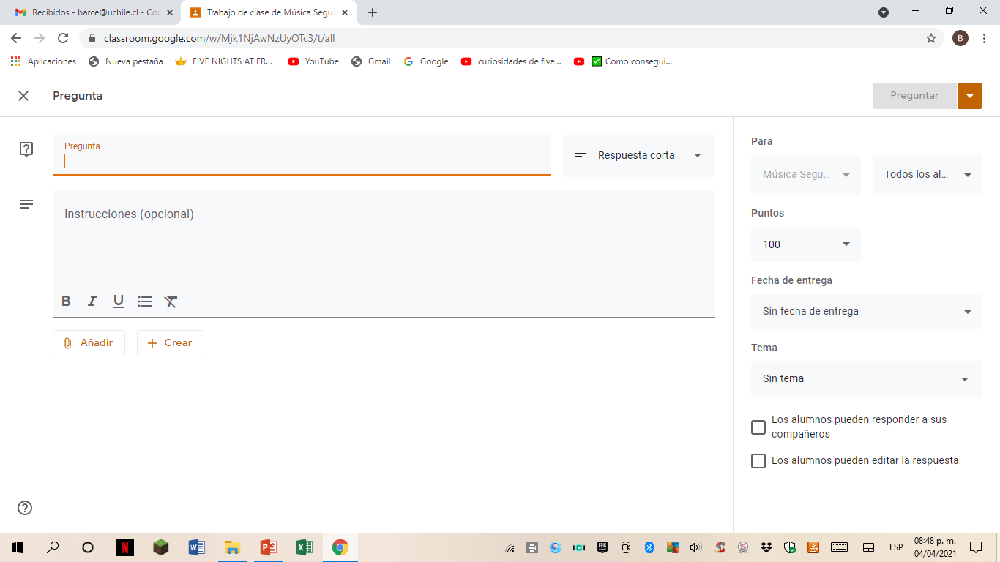 Recibidos - barce@uchile.cl - Cor
Trabajo de clase de Música Segu
classroom.google.com/w/Mjk1NjAwNzUyOTc3/t/all
B
Aplicaciones
Nueva pestaña
FIVE NIGHTS AT FR...
YouTube
Gmail
Google
curiosidades de five...
Como consegui...
Pregunta
Preguntar
Pregunta
Respuesta corta
Instrucciones (opcional)
B I U
Añadir
Crear
Para
Música Segu...
Todos los al...
Puntos
100
Fecha de entrega
Sin fecha de entrega
Tema
Sin tema
Los alumnos pueden responder a sus
compañeros
Los alumnos pueden editar la respuesta
N
EPIC
ESP
08:48 p. m.
04/04/2021